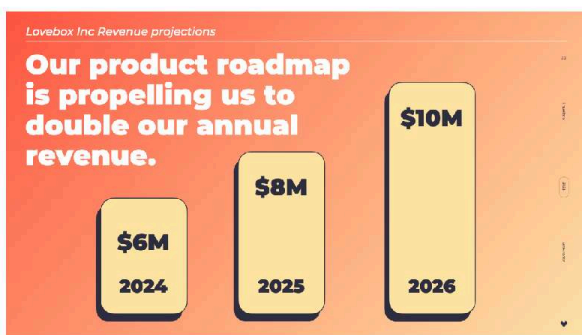 Lovebox Inc Revenue projections
Our product roadmap
is propelling us to
double our annual
revenue.
$6M
2024
$8M
2025
$10M
2026